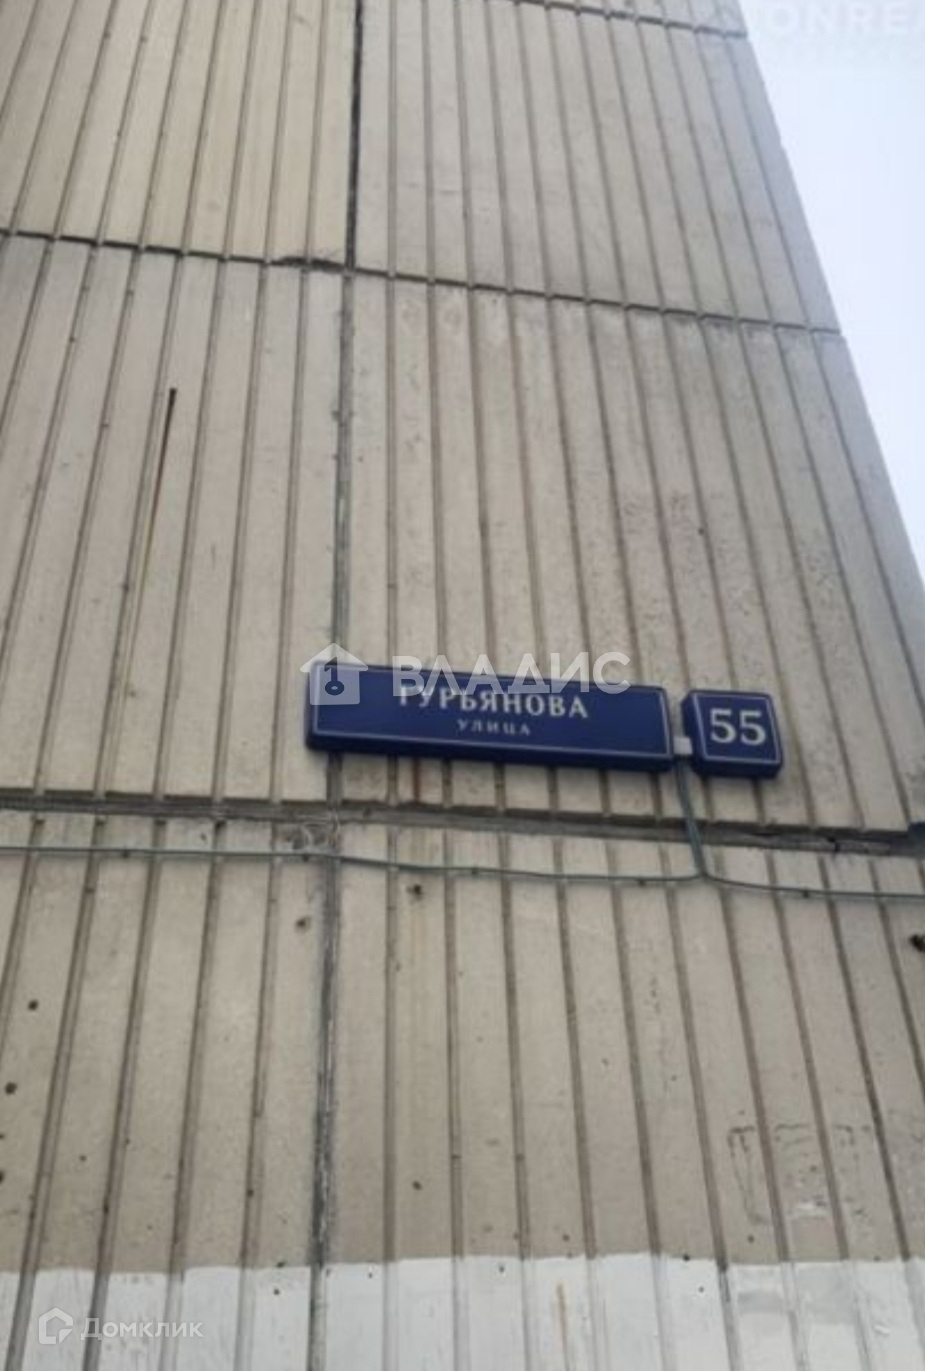 ВЛАДИС
ГУРЬЯНОВА
УЛИЦА
55
Домклик